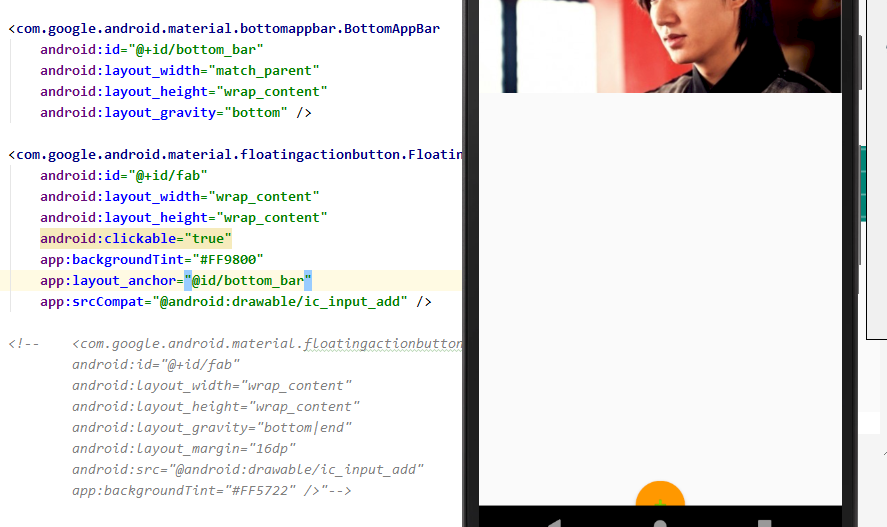 <com.google.android.material.bottomappbar.BottomAppBar
android:id="@+id/bottom_bar"
android:layout_width="match_parent"
android:layout_height="wrap_content"
android:layout_gravity="bottom" />
<com.google.android.material.floatingactionbutton.Floatin
android:id="@+id/fab"
android:layout_width="wrap_content"
android:layout_height="wrap_content"
android:clickable="true"
app:backgroundTint="#FF9800"
app:layout_anchor="@id/bottom_bar"
app:srcCompat="@android:drawable/ic_input_add" />
<!-- <com.google.android.material.floatingactionbutton
android:id="@+id/fab"
android:layout_width="wrap_content"
android:layout_height="wrap_content"
android:layout_gravity="bottom|end"
android:layout_margin="16dp"
android:src="@android:drawable/ic_input_add"
app:backgroundTint="#FF5722" />"-->